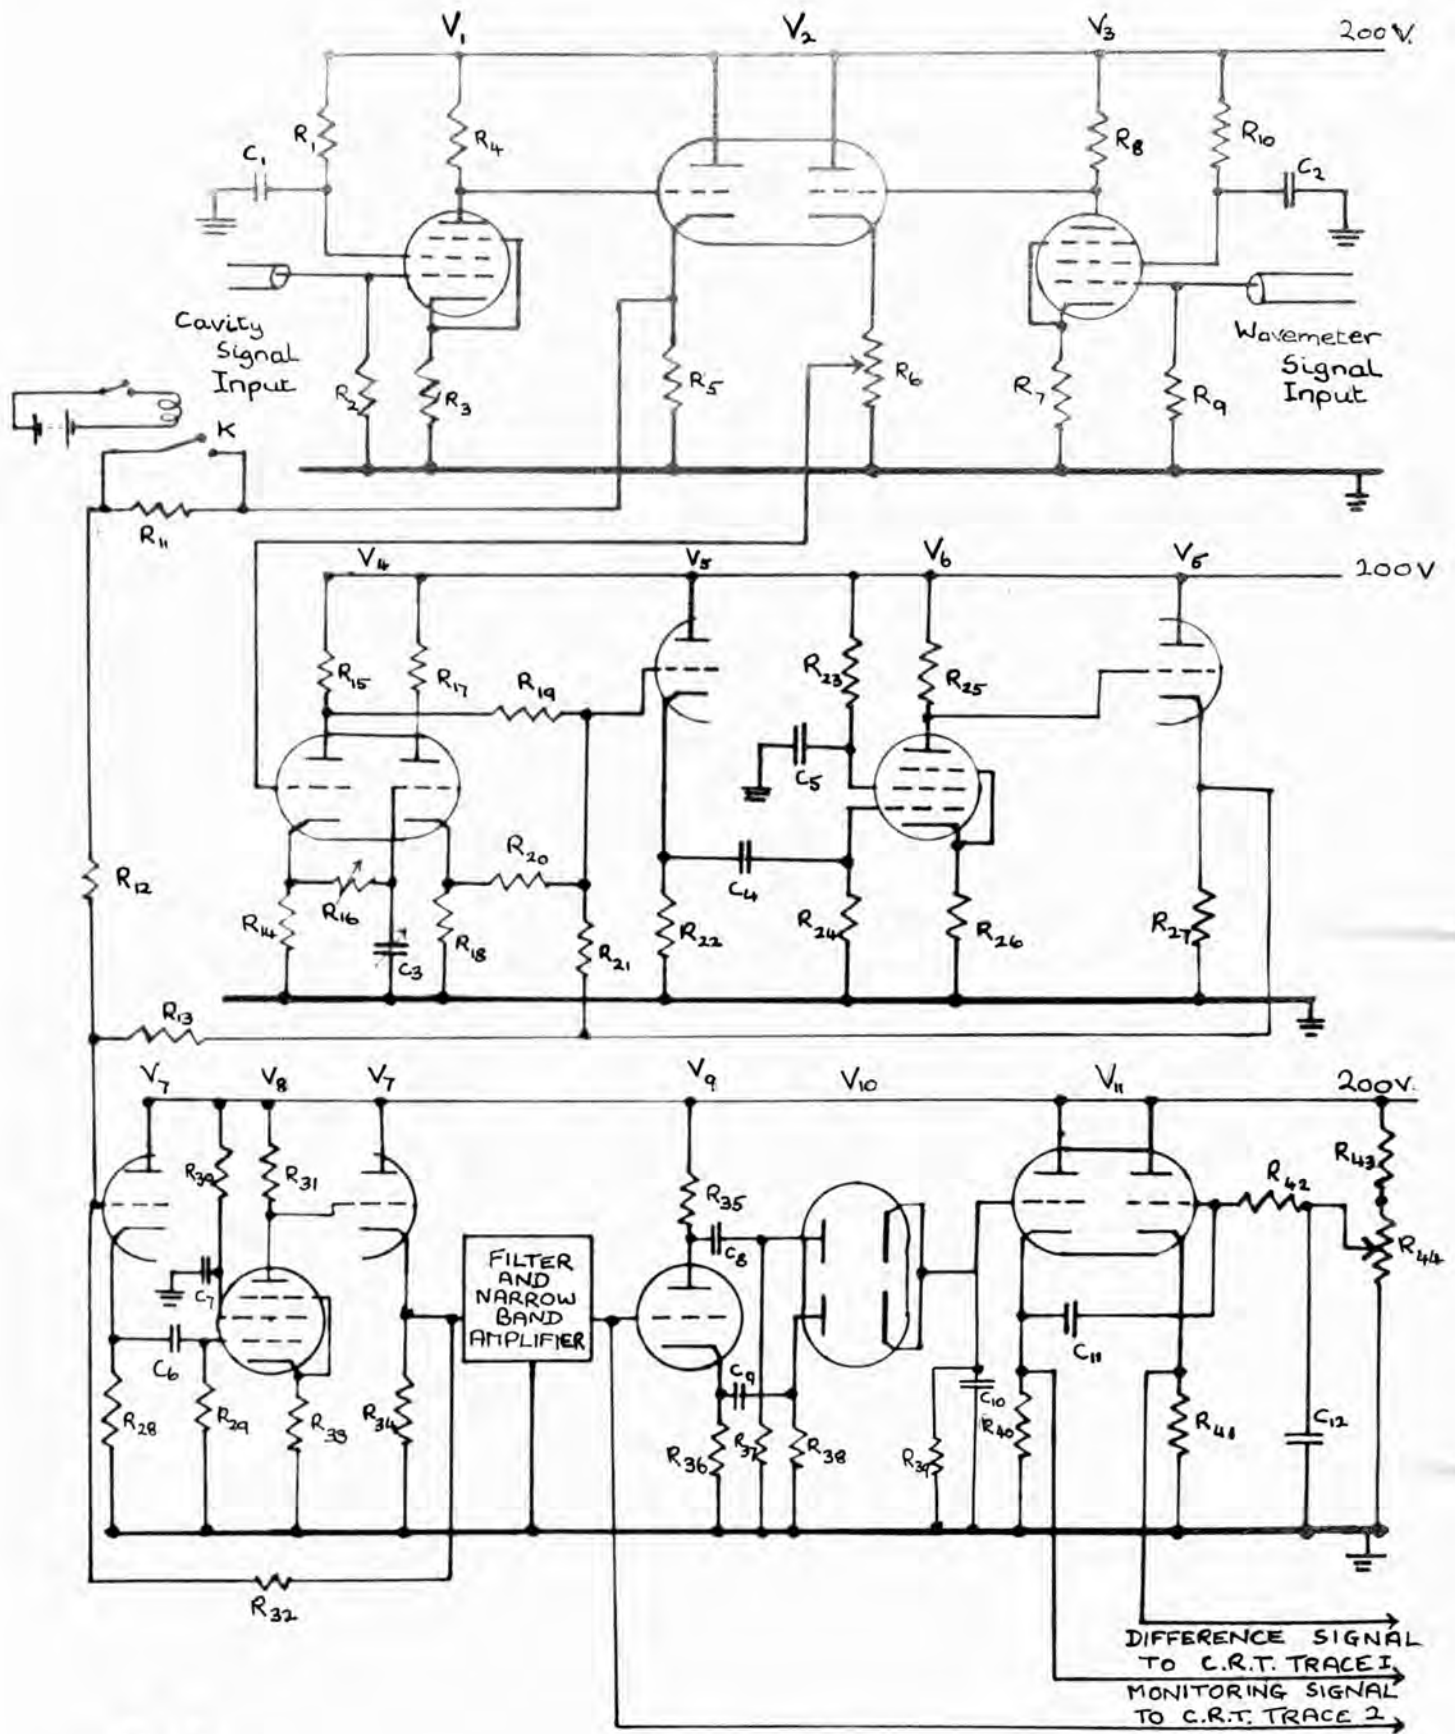 V1 V2 V3 200V.
R1 R4 R8 R10
C1 C2
Cavity
Signal
Input
Wavemeter
Signal
Input
R2 R3 R5 R6 R7 R9
K
R11
V4 V5 V6 V5 200V
R15 R17 R19 R23 R25
C5
R12 R20
R16 C4
R14 C3 R18 R21 R22 R24 R26 R27
R13
V7 V8 V7 V9 V10 V11 200V.
R30 R31 R35 R42 R43
C8 R44
C7
FILTER
AND
NARROW
BAND
AMPLIFIER
C6 C9 C11
C10
R28 R29 R33 R34 R36 R37 R38 R39 R40 R41 C12
R32
DIFFERENCE SIGNAL
TO C.R.T. TRACE I.
MONITORING SIGNAL
TO C.R.T. TRACE 2